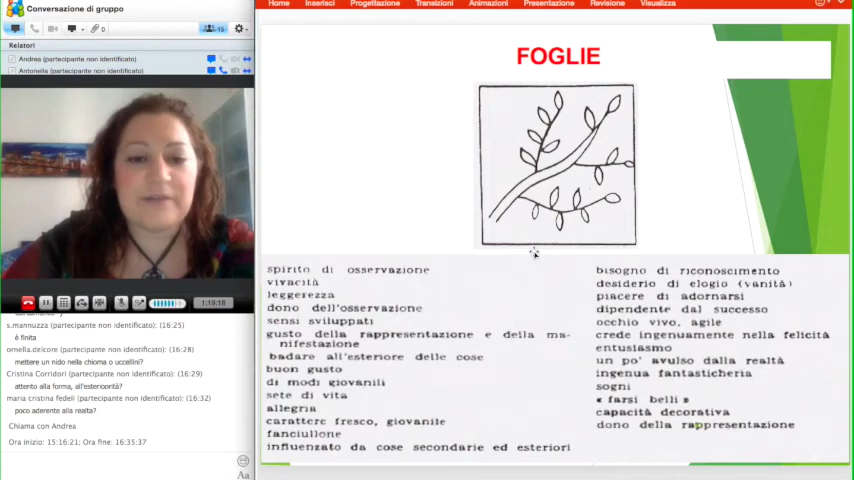 Conversazione di gruppo
15
0
Relatori
Andrea (partecipante non identificato)
Antonella (partecipante non identificato)
1:19:18
s.mannuzza (partecipante non identificato): (16:25)
è finita
ornella.delcore (partecipante non identificato): (16:28)
mettere un nido nella chioma o uccellini?
Cristina Corridori (partecipante non identificato): (16:29)
attento alla forma, all'esteriorità?
maria cristina fedeli (partecipante non identificato): (16:32)
poco aderente alla realta?
Chiama con Andrea
Ora inizio: 15:16:21; Ora fine: 16:35:37
Aa
Home Inserisci Progettazione Transizioni Animazioni Presentazione Revisione Visualizza
FOGLIE
spirito di osservazione
vivacità
leggerezza
dono dell'osservazione
sensi sviluppati
gusto della rappresentazione e della ma-
nifestazione
badare all'esteriore delle cose
buon gusto
di modi giovanili
sete di vita
allegria
carattere fresco, giovanile
fanciullone
influenzato da cose secondarie ed esteriori
bisogno di riconoscimento
desiderio di elogio (vanità)
piacere di adornarsi
dipendente dal successo
occhio vivo, agile
crede ingenuamente nella felicità
entusiasmo
un po' avulso dalla realtà
ingenua fantasticheria
sogni
« farsi belli »
capacità decorativa
dono della rappresentazione